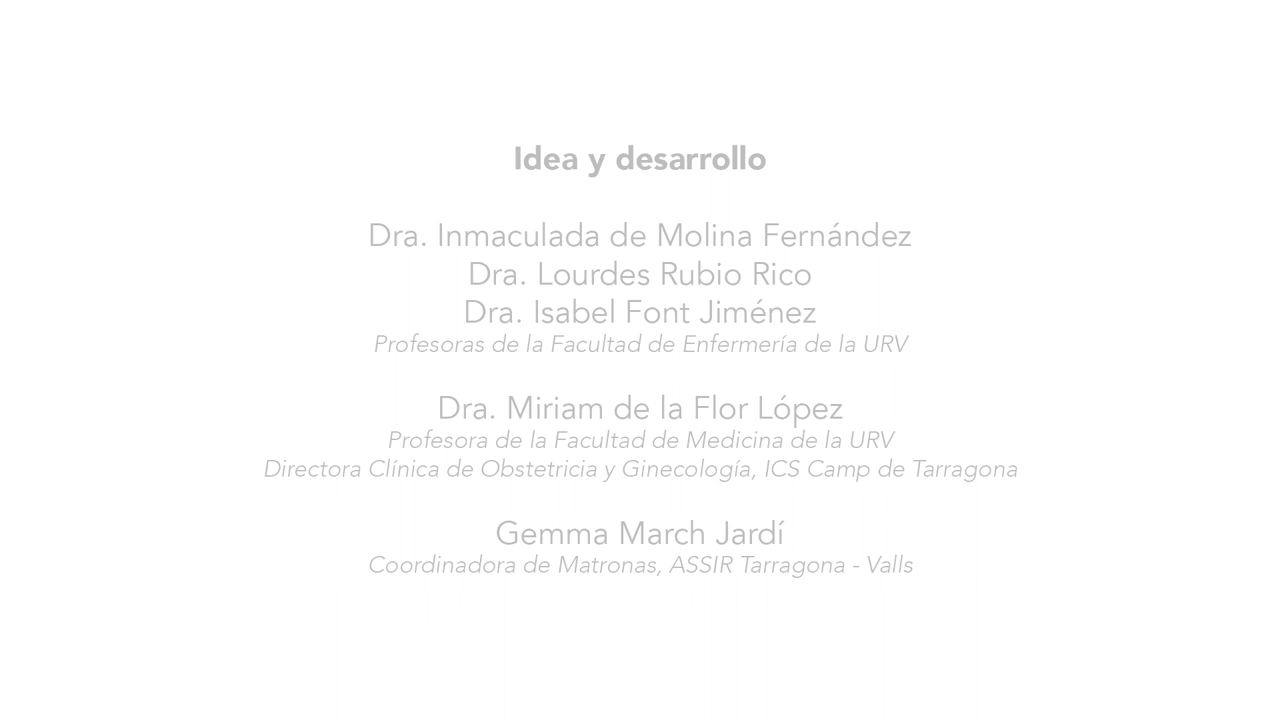 Idea y desarrollo
Dra. Inmaculada de Molina Fernández
Dra. Lourdes Rubio Rico
Dra. Isabel Font Jiménez
Profesoras de la Facultad de Enfermería de la URV
Dra. Miriam de la Flor López
Profesora de la Facultad de Medicina de la URV
Directora Clínica de Obstetricia y Ginecología, ICS Camp de Tarragona
Gemma March Jardí
Coordinadora de Matronas, ASSIR Tarragona - Valls